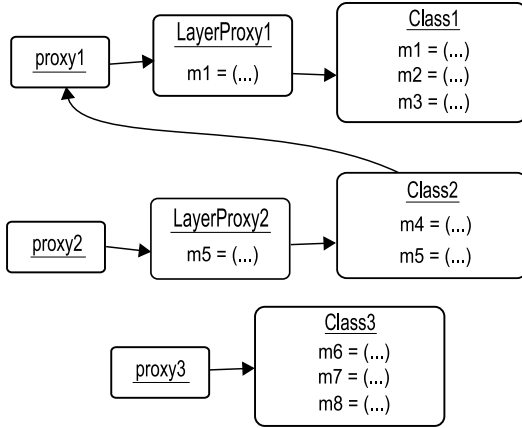 proxy1
LayerProxy1
m1 = (...)
Class1
m1 = (...)
m2 = (...)
m3 = (...)
proxy2
LayerProxy2
m5 = (...)
Class2
m4 = (...)
m5 = (...)
proxy3
Class3
m6 = (...)
m7 = (...)
m8 = (...)